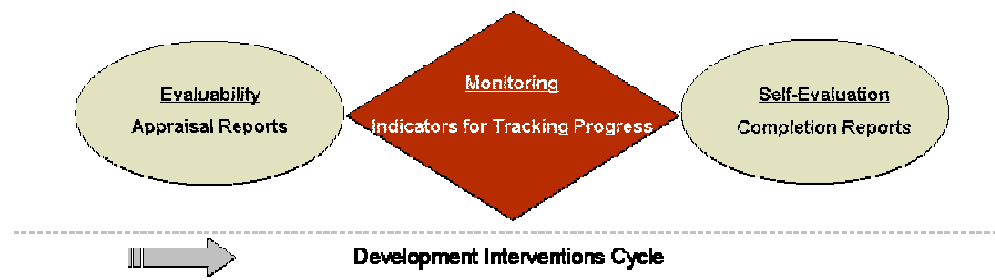 Evaluability
Appraisal Reports
Monitoring
Indicators for Tracking Progress
Self-Evaluation
Completion Reports
Development Interventions Cycle